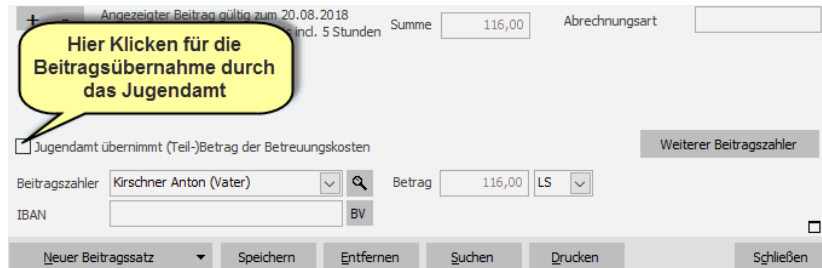 + -
Angezeigter Beitrag gültig zum 20.08.2018
incl. 5 Stunden
Summe 116,00
Abrechnungsart
Hier Klicken für die
Beitragsübernahme durch
das Jugendamt
Jugendamt übernimmt (Teil-)Betrag der Betreuungskosten
Weiterer Beitragszahler
Beitragszahler Kirschner Anton (Vater) Betrag 116,00 LS
IBAN BV
Neuer Beitragssatz Speichern Entfernen Suchen Drucken Schließen